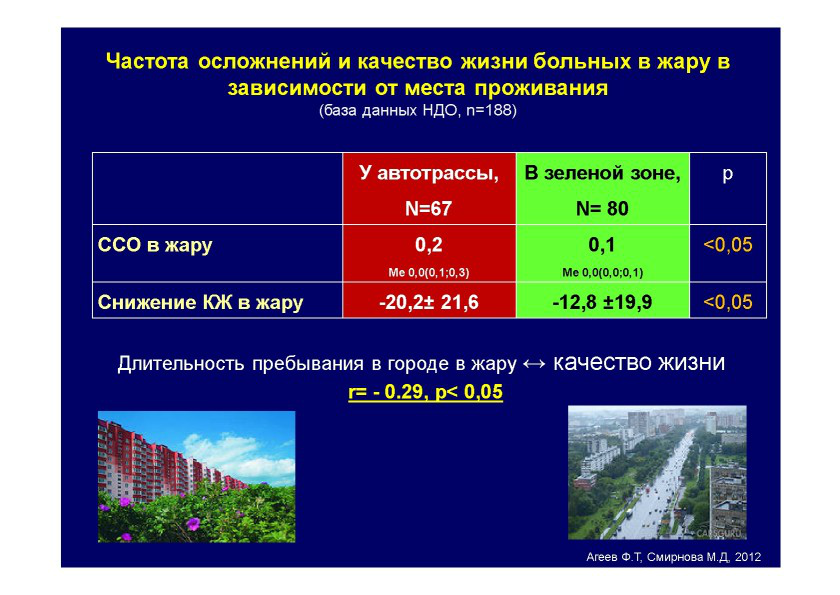 Частота осложнений и качество жизни больных в жару в
зависимости от места проживания
(база данных НДО, n=188)
У автотрассы,
N=67
В зеленой зоне,
N= 80
р
ССО в жару
0,2
Ме 0,0(0,1;0,3)
0,1
Ме 0,0(0,0;0,1)
<0,05
Снижение КЖ в жару
-20,2± 21,6
-12,8 ±19,9
<0,05
Длительность пребывания в городе в жару ↔ качество жизни
r= - 0.29, p< 0,05
CARSGURU
Агеев Ф.Т, Смирнова М.Д, 2012